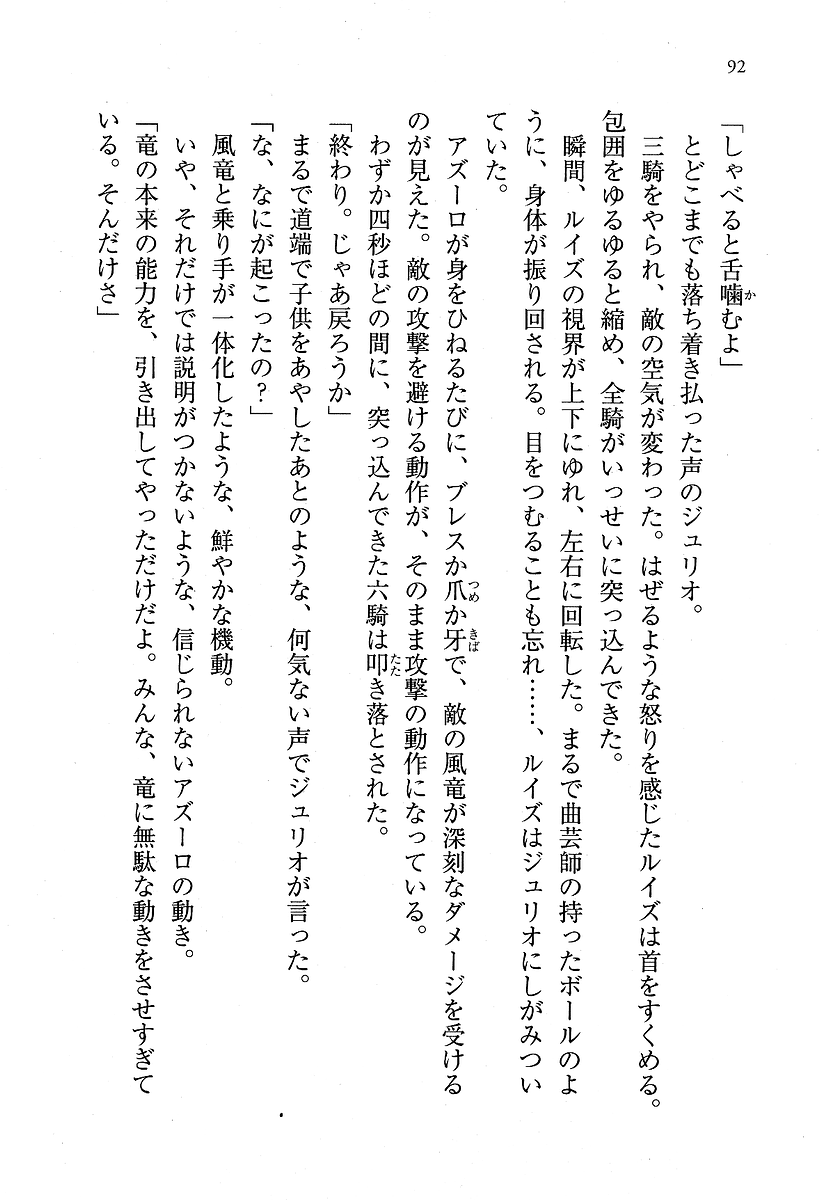 92
「しゃべると舌噛むよ」
とどこまでも落ち着き払った声のジュリオ。
三騎をやられ、敵の空気が変わった。はぜるような怒りを感じたルイズは首をすくめる。
包囲をゆるゆると縮め、全騎がいっせいに突っ込んできた。
瞬間、ルイズの視界が上下にゆれ、左右に回転した。まるで曲芸師の持ったボールのよ
うに、身体が振り回される。目をつむることも忘れ……、ルイズはジュリオにしがみつい
ていた。
アズーロが身をひねるたびに、ブレスか爪か牙で、敵の風竜が深刻なダメージを受ける
のが見えた。敵の攻撃を避ける動作が、そのまま攻撃の動作になっている。
わずか四秒ほどの間に、突っ込んできた六騎は叩き落とされた。
「終わり。じゃあ戻ろうか」
まるで道端で子供をあやしたあとのような、何気ない声でジュリオが言った。
「な、なにが起こったの？」
風竜と乗り手が一体化したような、鮮やかな機動。
いや、それだけでは説明がつかないような、信じられないアズーロの動き。
「竜の本来の能力を、引き出してやっただけだよ。みんな、竜に無駄な動きをさせすぎて
いる。そんだけさ」